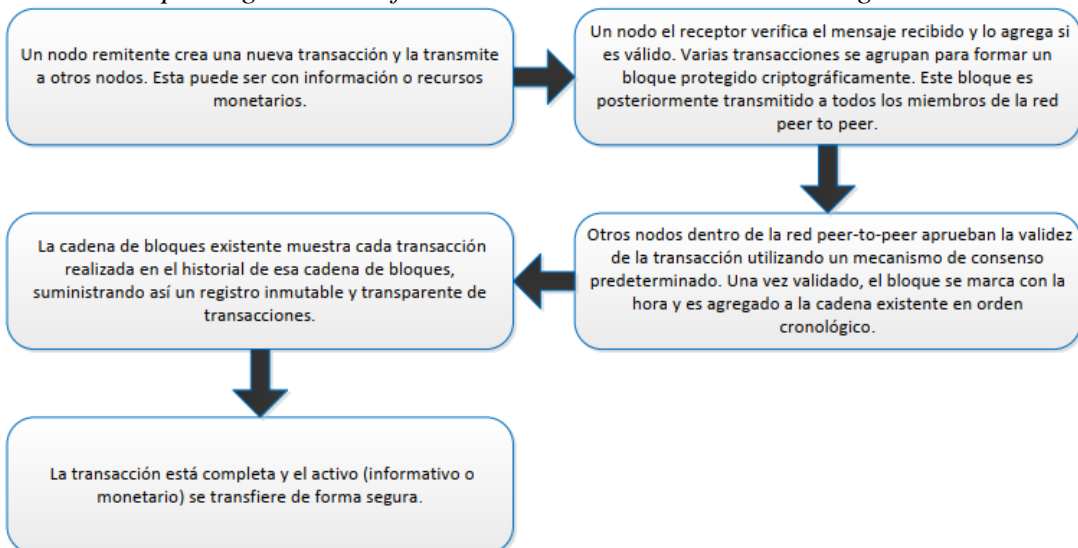 Un nodo remitente crea una nueva transacción y la transmite
a otros nodos. Esta puede ser con información o recursos
monetarios.
Un nodo el receptor verifica el mensaje recibido y lo agrega si
es válido. Varias transacciones se agrupan para formar un
bloque protegido criptográficamente. Este bloque es
posteriormente transmitido a todos los miembros de la red
peer to peer.
Otros nodos dentro de la red peer-to-peer aprueban la validez
de la transacción utilizando un mecanismo de consenso
predeterminado. Una vez validado, el bloque se marca con la
hora y es agregado a la cadena existente en orden
cronológico.
La cadena de bloques existente muestra cada transacción
realizada en el historial de esa cadena de bloques,
suministrando así un registro inmutable y transparente de
transacciones.
La transacción está completa y el activo (informativo o
monetario) se transfiere de forma segura.